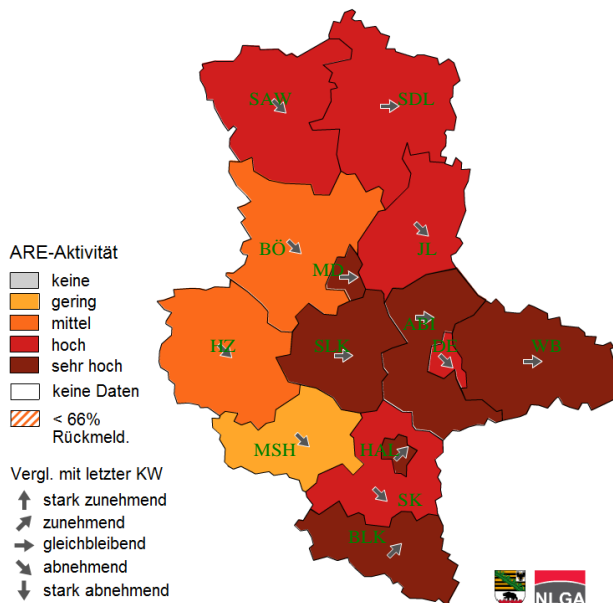 SAW
SDL
BÖ
JL
MD
ABI
HZ
SLK
DE
WB
MSH
HAL
SK
BLK
ARE-Aktivität
keine
gering
mittel
hoch
sehr hoch
keine Daten
< 66%
Rückmeld.
Vergl. mit letzter KW
stark zunehmend
zunehmend
gleichbleibend
abnehmend
stark abnehmend
NLGA